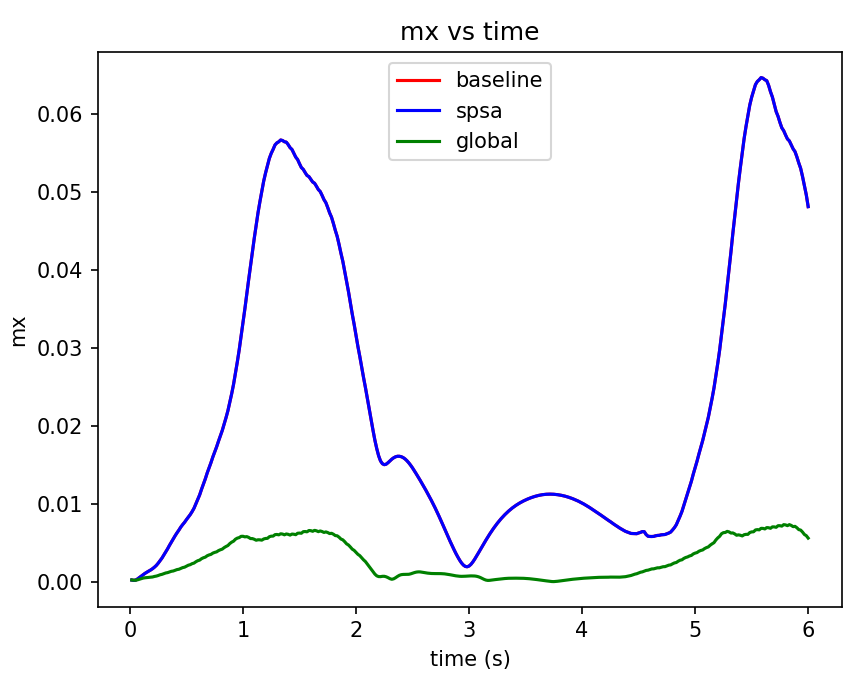 mx vs time
baseline
spsa
global
0.06
0.05
0.04
0.03
0.02
0.01
0.00
mx
0 1 2 3 4 5 6
time (s)